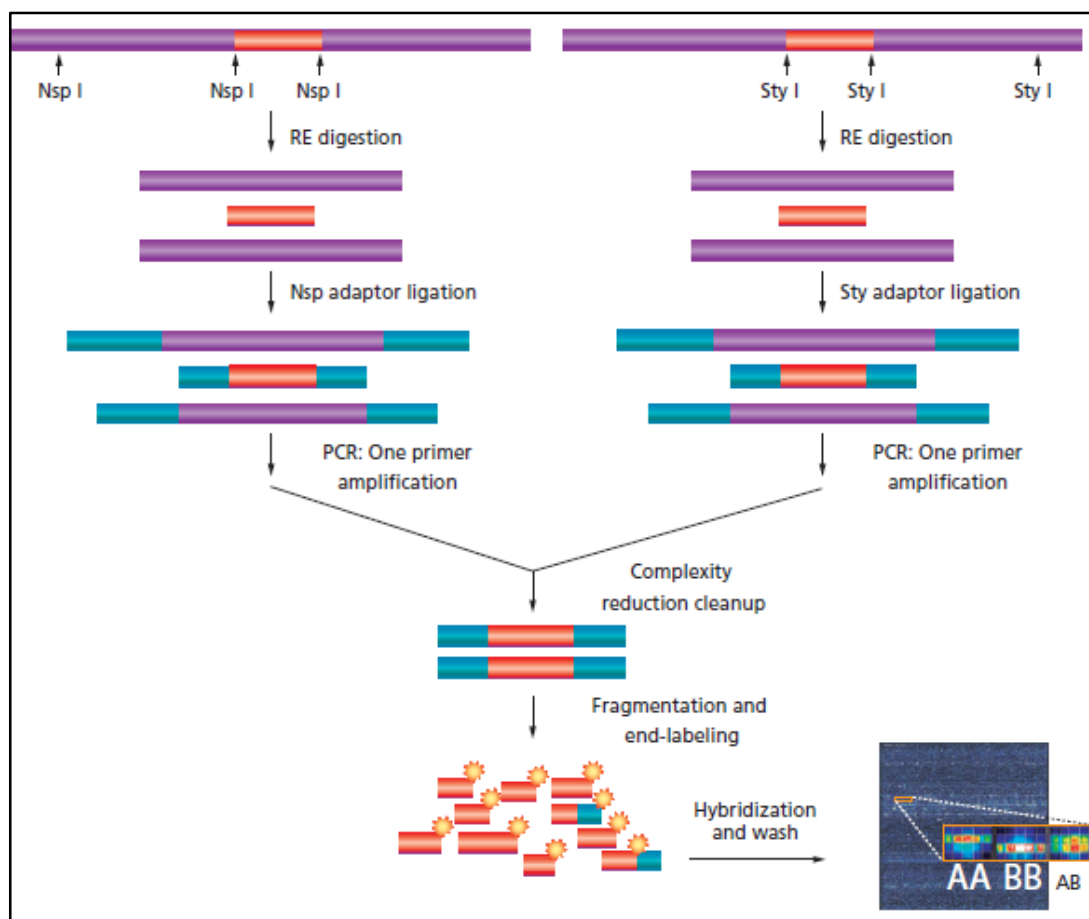 Nsp I
Nsp I
Nsp I
Sty I
Sty I
Sty I
RE digestion
RE digestion
Nsp adaptor ligation
Sty adaptor ligation
PCR: One primer
amplification
PCR: One primer
amplification
Complexity
reduction cleanup
Fragmentation and
end-labeling
Hybridization
and wash
AA
BB
AB